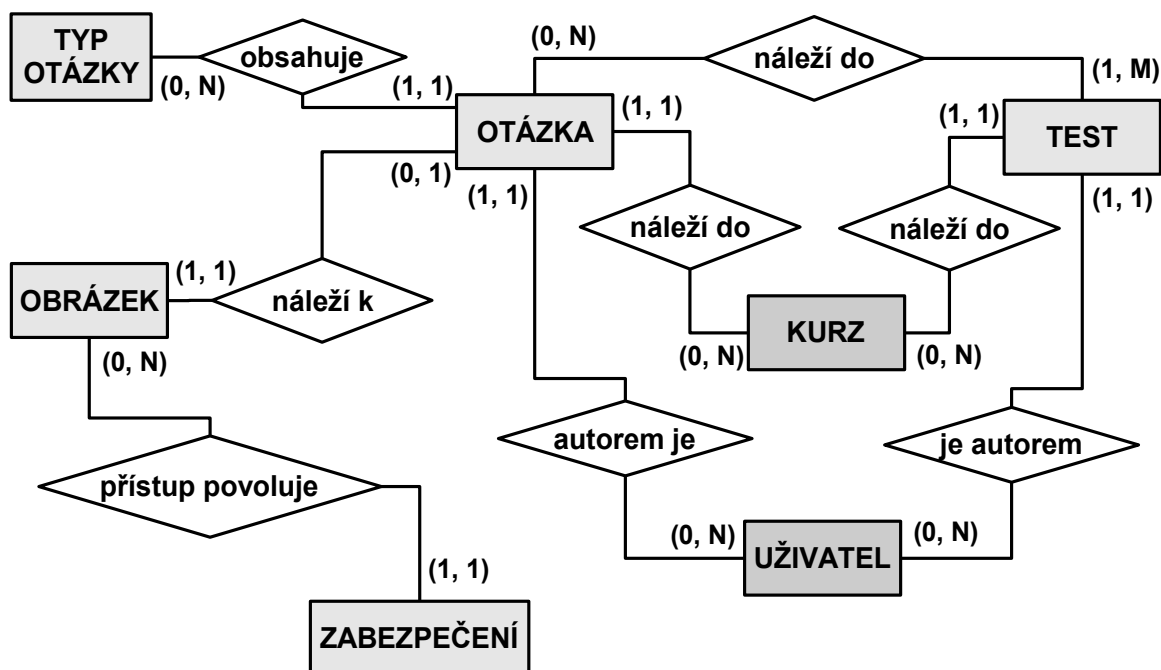 TYP
OTÁZKY
(0, N)
obsahuje
(1, 1)
(0, N)
náleží do
(1, M)
OTÁZKA
(1, 1)
(1, 1)
TEST
(0, 1)
(1, 1)
(1, 1)
náleží do
náleží do
OBRÁZEK
(1, 1)
náleží k
KURZ
(0, N)
(0, N)
(0, N)
autorem je
je autorem
přístup povoluje
(0, N)
(0, N)
UŽIVATEL
(1, 1)
ZABEZPEČENÍ